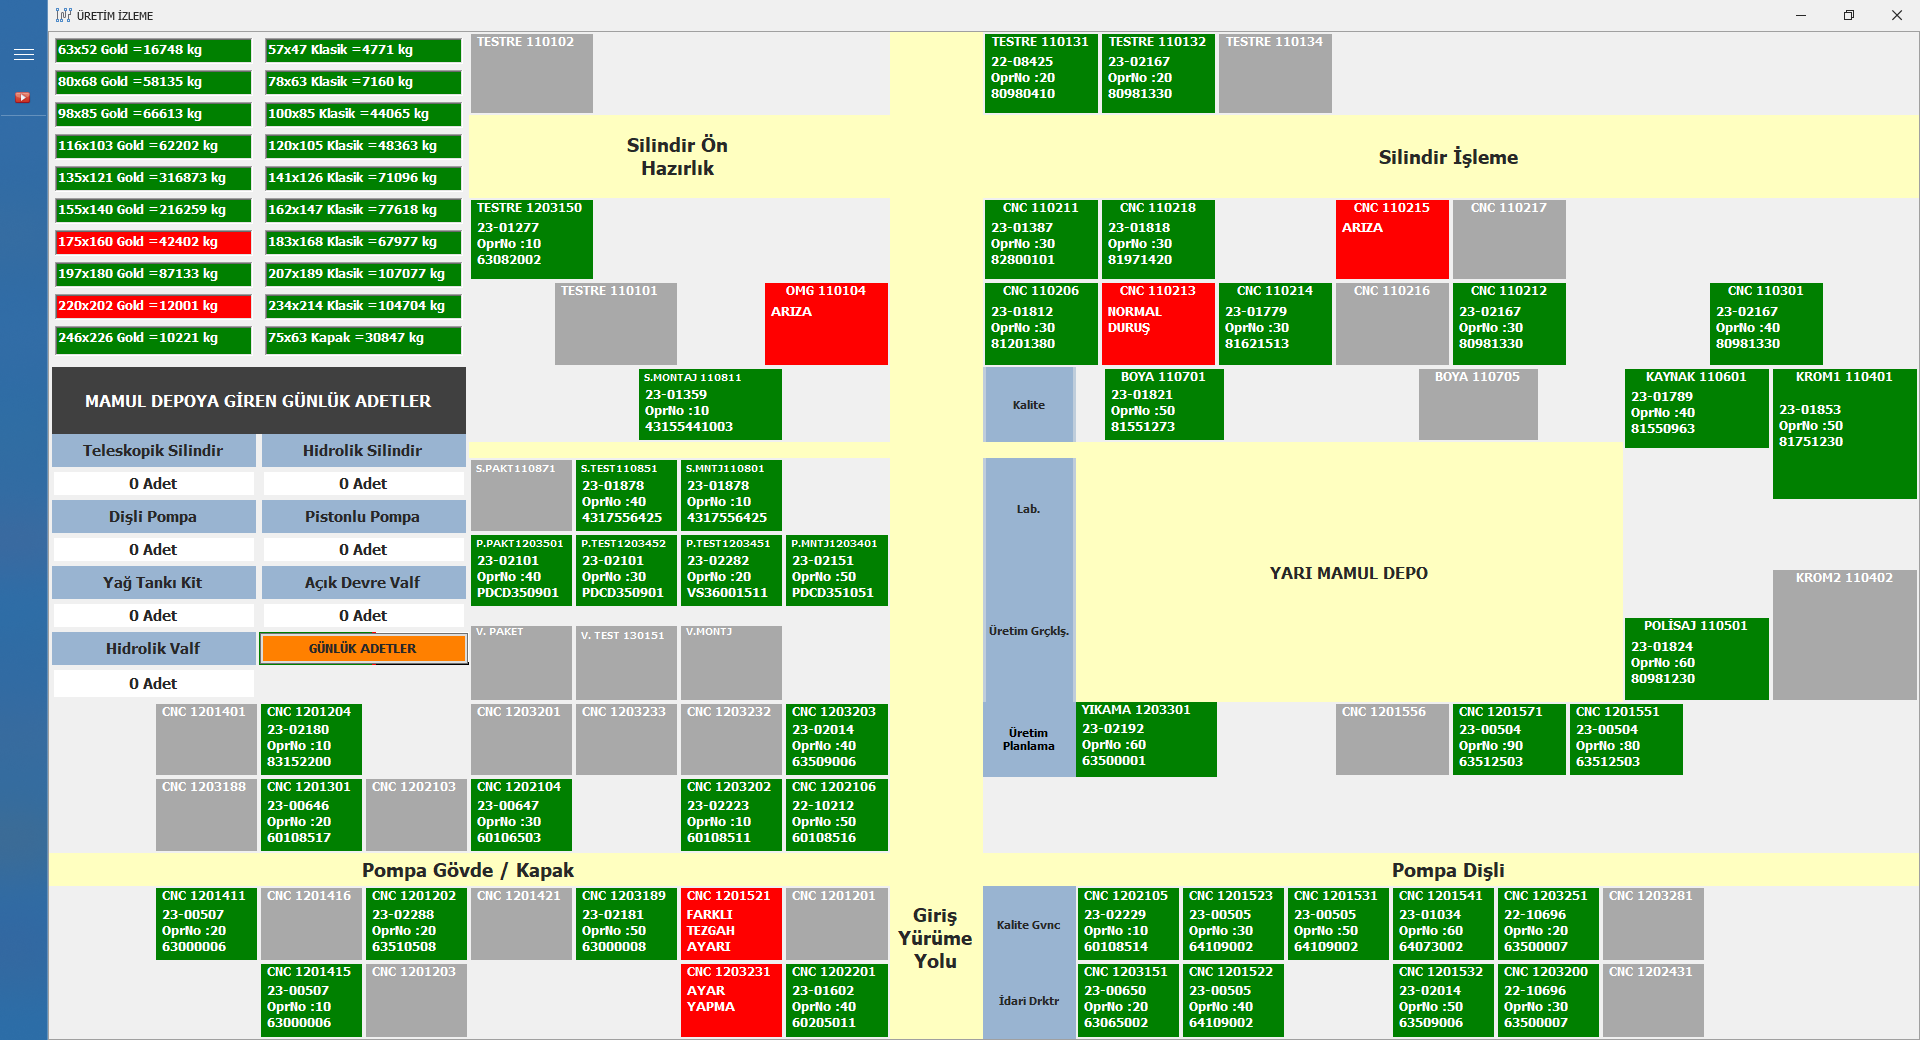 ÜRETİM İZLEME
63x52 Gold =16748 kg
57x47 Klasik =4771 kg
80x68 Gold =58135 kg
78x63 Klasik =7160 kg
98x85 Gold =66613 kg
100x85 Klasik =44065 kg
116x103 Gold =62202 kg
120x105 Klasik =48363 kg
135x121 Gold =316873 kg
141x126 Klasik =71096 kg
155x140 Gold =216259 kg
162x147 Klasik =77618 kg
175x160 Gold =42402 kg
183x168 Klasik =67977 kg
197x180 Gold =87133 kg
207x189 Klasik =107077 kg
220x202 Gold =12001 kg
234x214 Klasik =104704 kg
246x226 Gold =10221 kg
75x63 Kapak =30847 kg
MAMUL DEPOYA GİREN GÜNLÜK ADETLER
Teleskopik Silindir
Hidrolik Silindir
0 Adet
0 Adet
Dişli Pompa
Pistonlu Pompa
0 Adet
0 Adet
Yağ Tankı Kit
Açık Devre Valf
0 Adet
0 Adet
Hidrolik Valf
GÜNLÜK ADETLER
0 Adet
TESTRE 110102
Silindir Ön
Hazırlık
TESTRE 1203150
23-01277
OprNo :10
63082002
TESTRE 110101
OMG 110104
ARIZA
S.MONTAJ 110811
23-01359
OprNo :10
43155441003
S.PAKT110871
S.TEST110851
23-01878
OprNo :40
4317556425
S.MNTJ110801
23-01878
OprNo :10
4317556425
P.PAKT1203501
23-02101
OprNo :40
PDCD350901
P.TEST1203452
23-02101
OprNo :30
PDCD350901
P.TEST1203451
23-02282
OprNo :20
VS36001511
P.MNTJ1203401
23-02151
OprNo :50
PDCD351051
V. PAKET
V. TEST 130151
V.MONTJ
CNC 1201401
CNC 1201204
23-02180
OprNo :10
83152200
CNC 1203201
CNC 1203233
CNC 1203232
CNC 1203203
23-02014
OprNo :40
63509006
CNC 1203188
CNC 1201301
23-00646
OprNo :20
60108517
CNC 1202103
CNC 1202104
23-00647
OprNo :30
60106503
CNC 1203202
23-02223
OprNo :10
60108511
CNC 1202106
22-10212
OprNo :50
60108516
Pompa Gövde / Kapak
CNC 1201411
23-00507
OprNo :20
63000006
CNC 1201416
CNC 1201202
23-02288
OprNo :20
63510508
CNC 1201421
CNC 1203189
23-02181
OprNo :50
63000008
CNC 1201521
FARKLI
TEZGAH
AYARI
CNC 1201201
CNC 1201415
23-00507
OprNo :10
63000006
CNC 1201203
CNC 1203231
AYAR
YAPMA
CNC 1202201
23-01602
OprNo :40
60205011
Giriş
Yürüme
Yolu
TESTRE 110131
22-08425
OprNo :20
80980410
TESTRE 110132
23-02167
OprNo :20
80981330
TESTRE 110134
Silindir İşleme
CNC 110211
23-01387
OprNo :30
82800101
CNC 110218
23-01818
OprNo :30
81971420
CNC 110215
ARIZA
CNC 110217
CNC 110206
23-01812
OprNo :30
81201380
CNC 110213
NORMAL
DURUŞ
CNC 110214
23-01779
OprNo :30
81621513
CNC 110216
CNC 110212
23-02167
OprNo :30
80981330
CNC 110301
23-02167
OprNo :40
80981330
Kalite
BOYA 110701
23-01821
OprNo :50
81551273
BOYA 110705
KAYNAK 110601
23-01789
OprNo :40
81550963
KROM1 110401
23-01853
OprNo :50
81751230
Lab.
YARI MAMUL DEPO
KROM2 110402
Üretim Grçklş.
POLİSAJ 110501
23-01824
OprNo :60
80981230
Üretim
Planlama
YIKAMA 1203301
23-02192
OprNo :60
63500001
CNC 1201556
CNC 1201571
23-00504
OprNo :90
63512503
CNC 1201551
23-00504
OprNo :80
63512503
Pompa Dişli
Kalite Gvnc
CNC 1202105
23-02229
OprNo :10
60108514
CNC 1201523
23-00505
OprNo :30
64109002
CNC 1201531
23-00505
OprNo :50
64109002
CNC 1201541
23-01034
OprNo :60
64073002
CNC 1203251
22-10696
OprNo :20
63500007
CNC 1203281
İdari Drktr
CNC 1203151
23-00650
OprNo :20
63065002
CNC 1201522
23-00505
OprNo :40
64109002
CNC 1201532
23-02014
OprNo :50
63509006
CNC 1203200
22-10696
OprNo :30
63500007
CNC 1202431